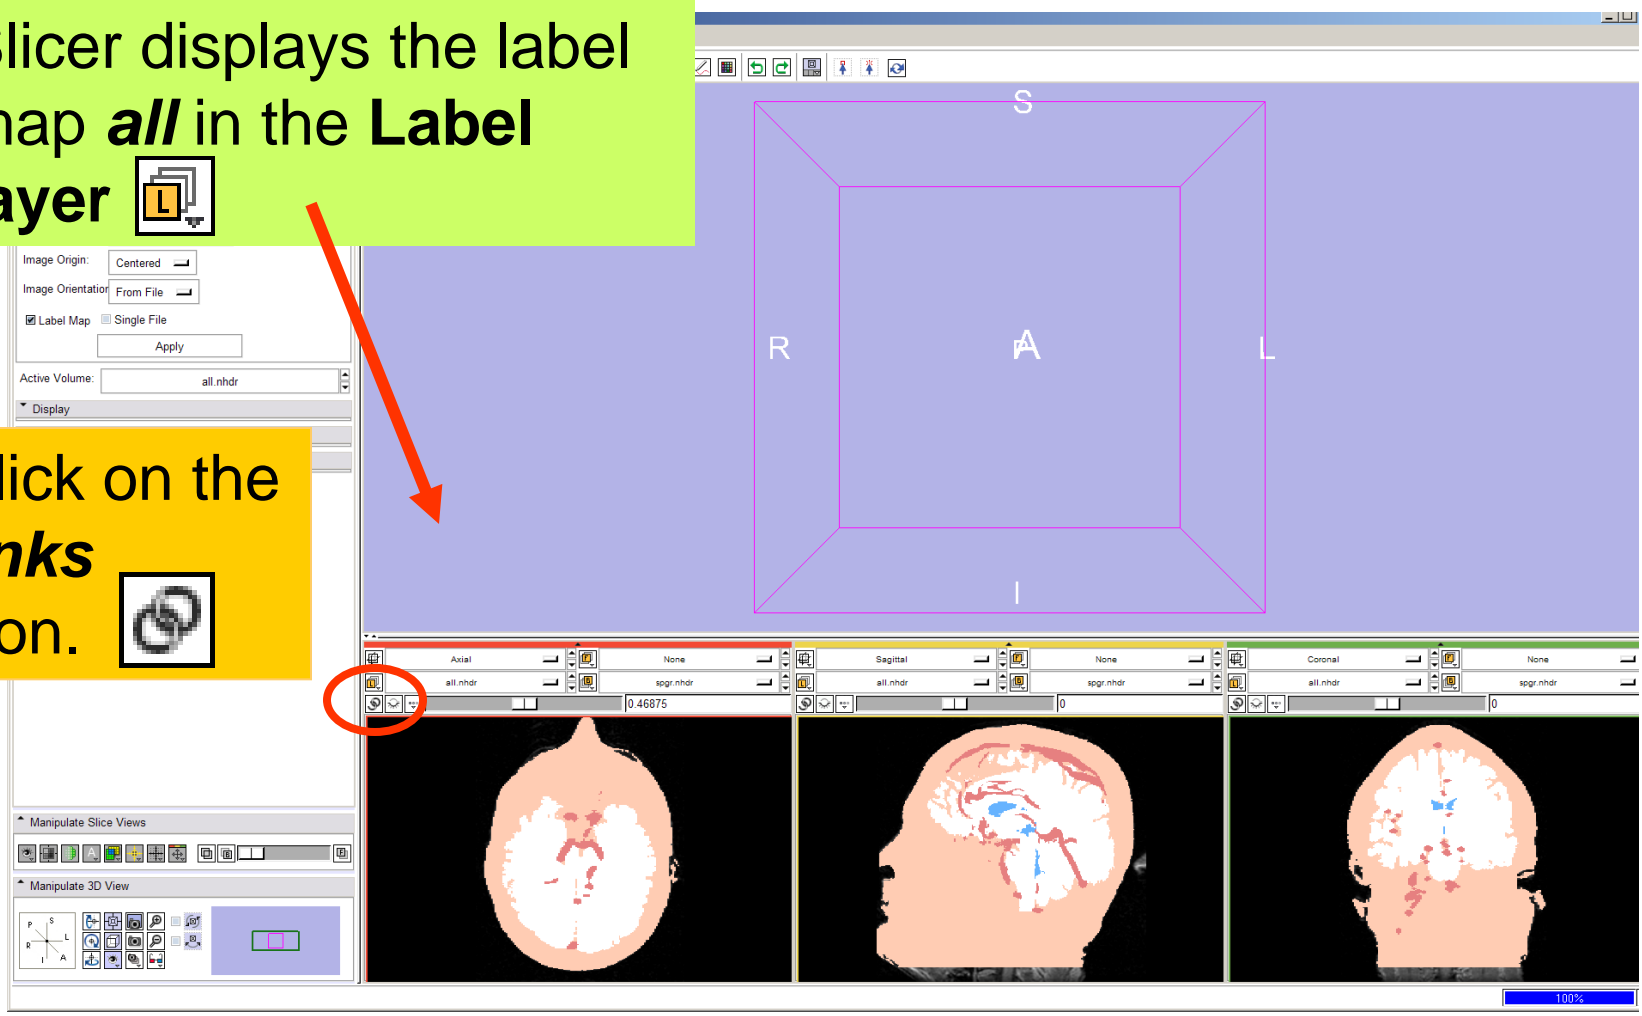 Slicer displays the label
map all in the Label
ayer L
Image Origin: Centered
Image Orientation From File
Label Map Single File
Apply
Active Volume: all.nhdr
Display
lick on the
nks
on.
S
R A P L
I
Axial F None Sagittal F None Coronal F None
L all.nhdr B spgr.nhdr L all.nhdr B spgr.nhdr L all.nhdr B spgr.nhdr
0.46875 0 0
Manipulate Slice Views
A B F
Manipulate 3D View
P S
R L
I A
100%